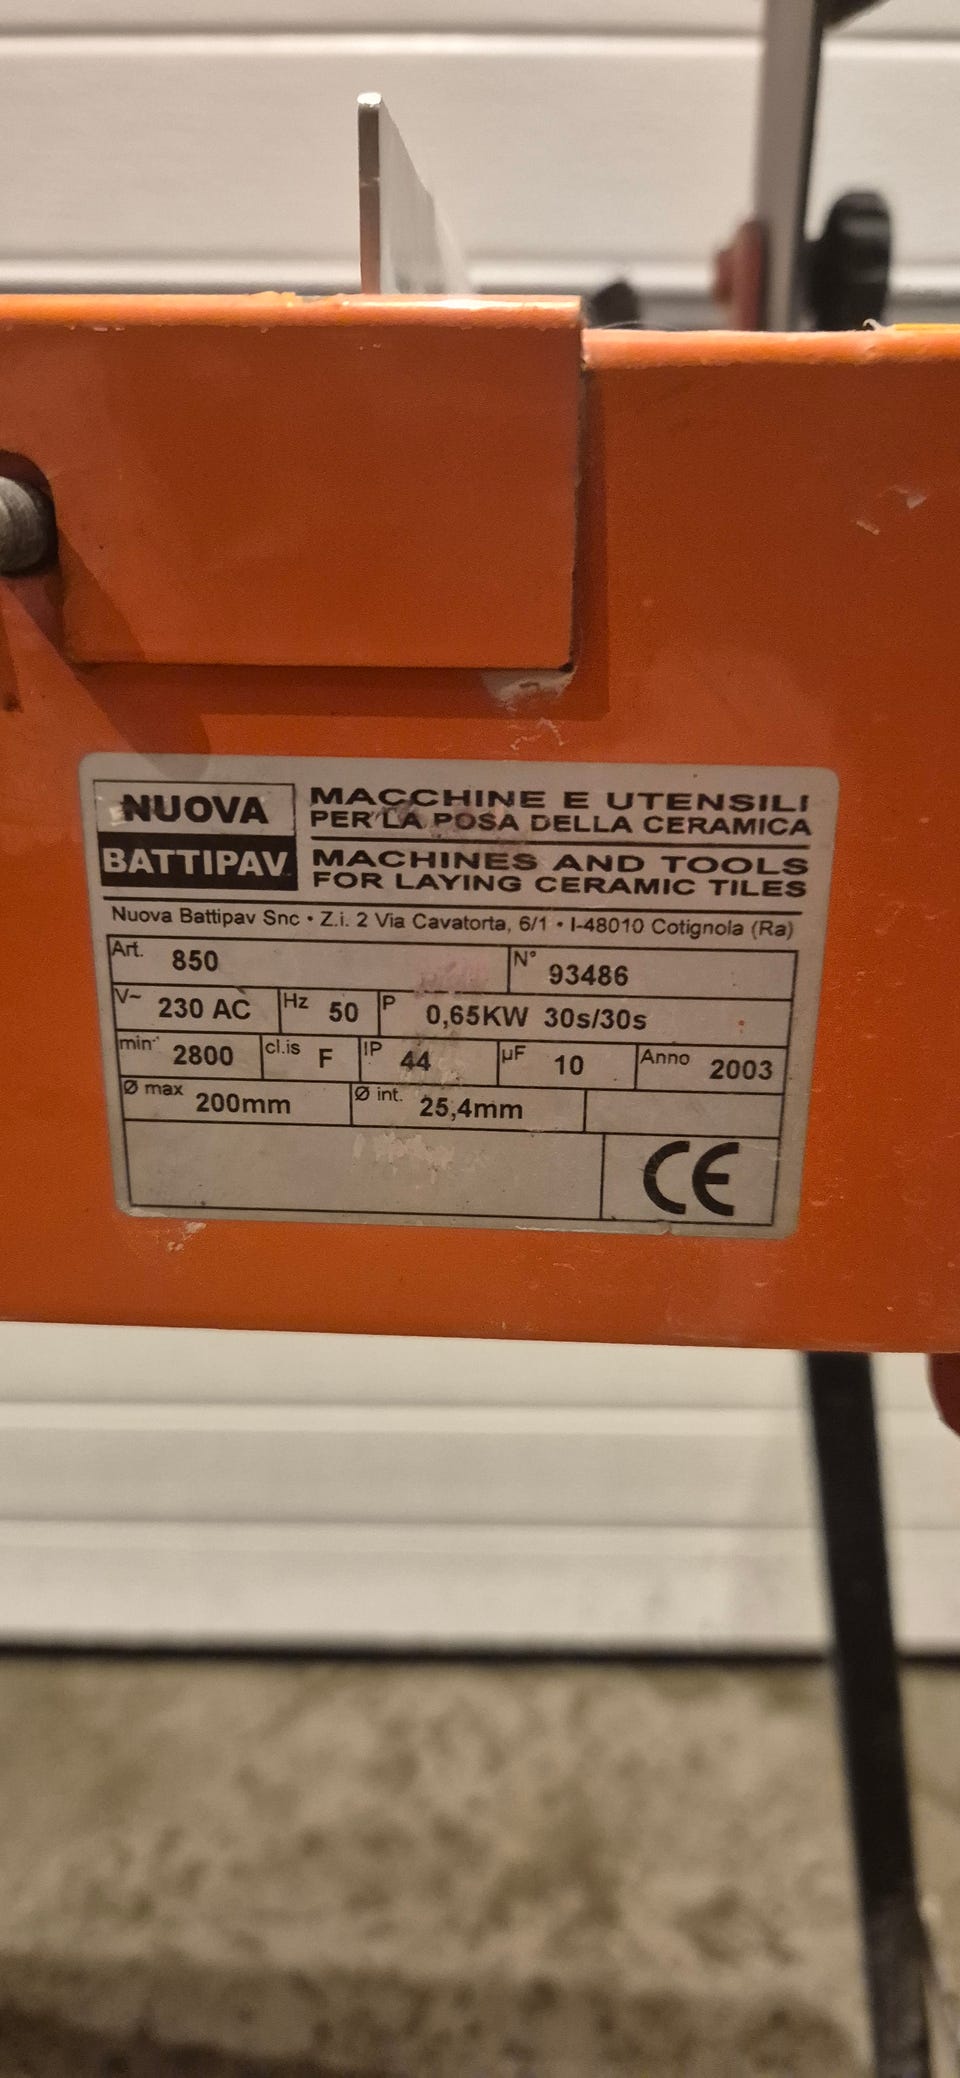 NUOVA
BATTIPAV
MACCHINE E UTENSILI
PER LA POSA DELLA CERAMICA
MACHINES AND TOOLS
FOR LAYING CERAMIC TILES
Nuova Battipav Snc • Z.i. 2 Via Cavatorta, 6/1 • I-48010 Cotignola (Ra)
Art. 850 N° 93486
V~ 230 AC Hz 50 P 0,65KW 30s/30s
min-¹ 2800 cl.is F IP 44 µF 10 Anno 2003
Ø max 200mm Ø int. 25,4mm
CE